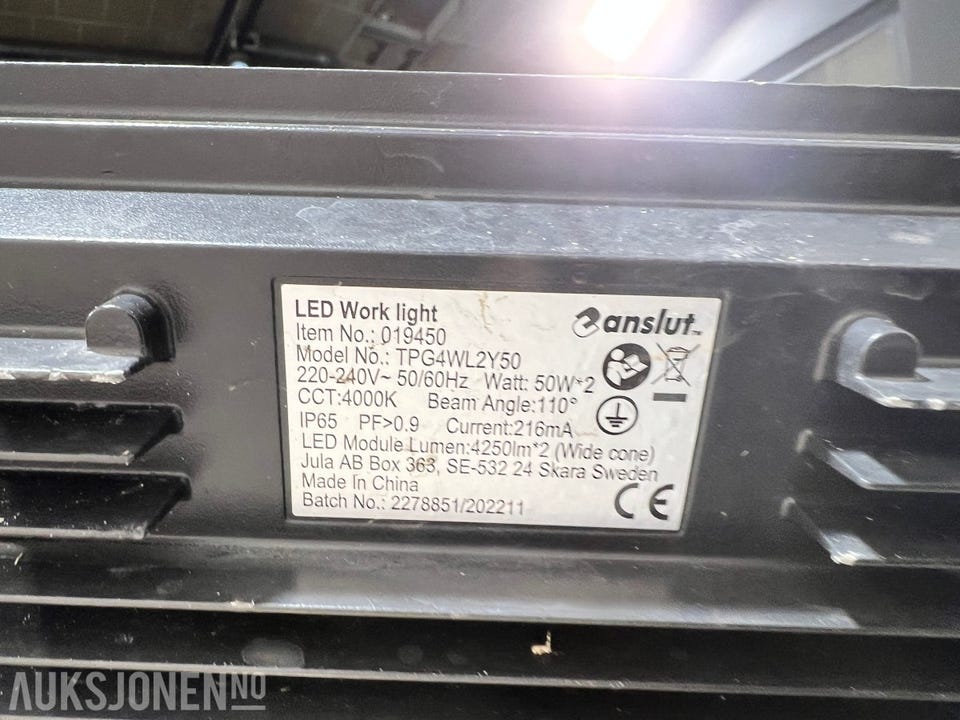 LED Work light
anslut™
Item No.: 019450
Model No.: TPG4WL2Y50
220-240V~ 50/60Hz Watt: 50W*2
CCT:4000K Beam Angle:110°
IP65 PF>0.9 Current:216mA
LED Module Lumen:4250lm*2 (Wide cone)
Jula AB Box 363, SE-532 24 Skara Sweden
Made In China
Batch No.: 2278851/202211
CE
AUKSJONEN NO